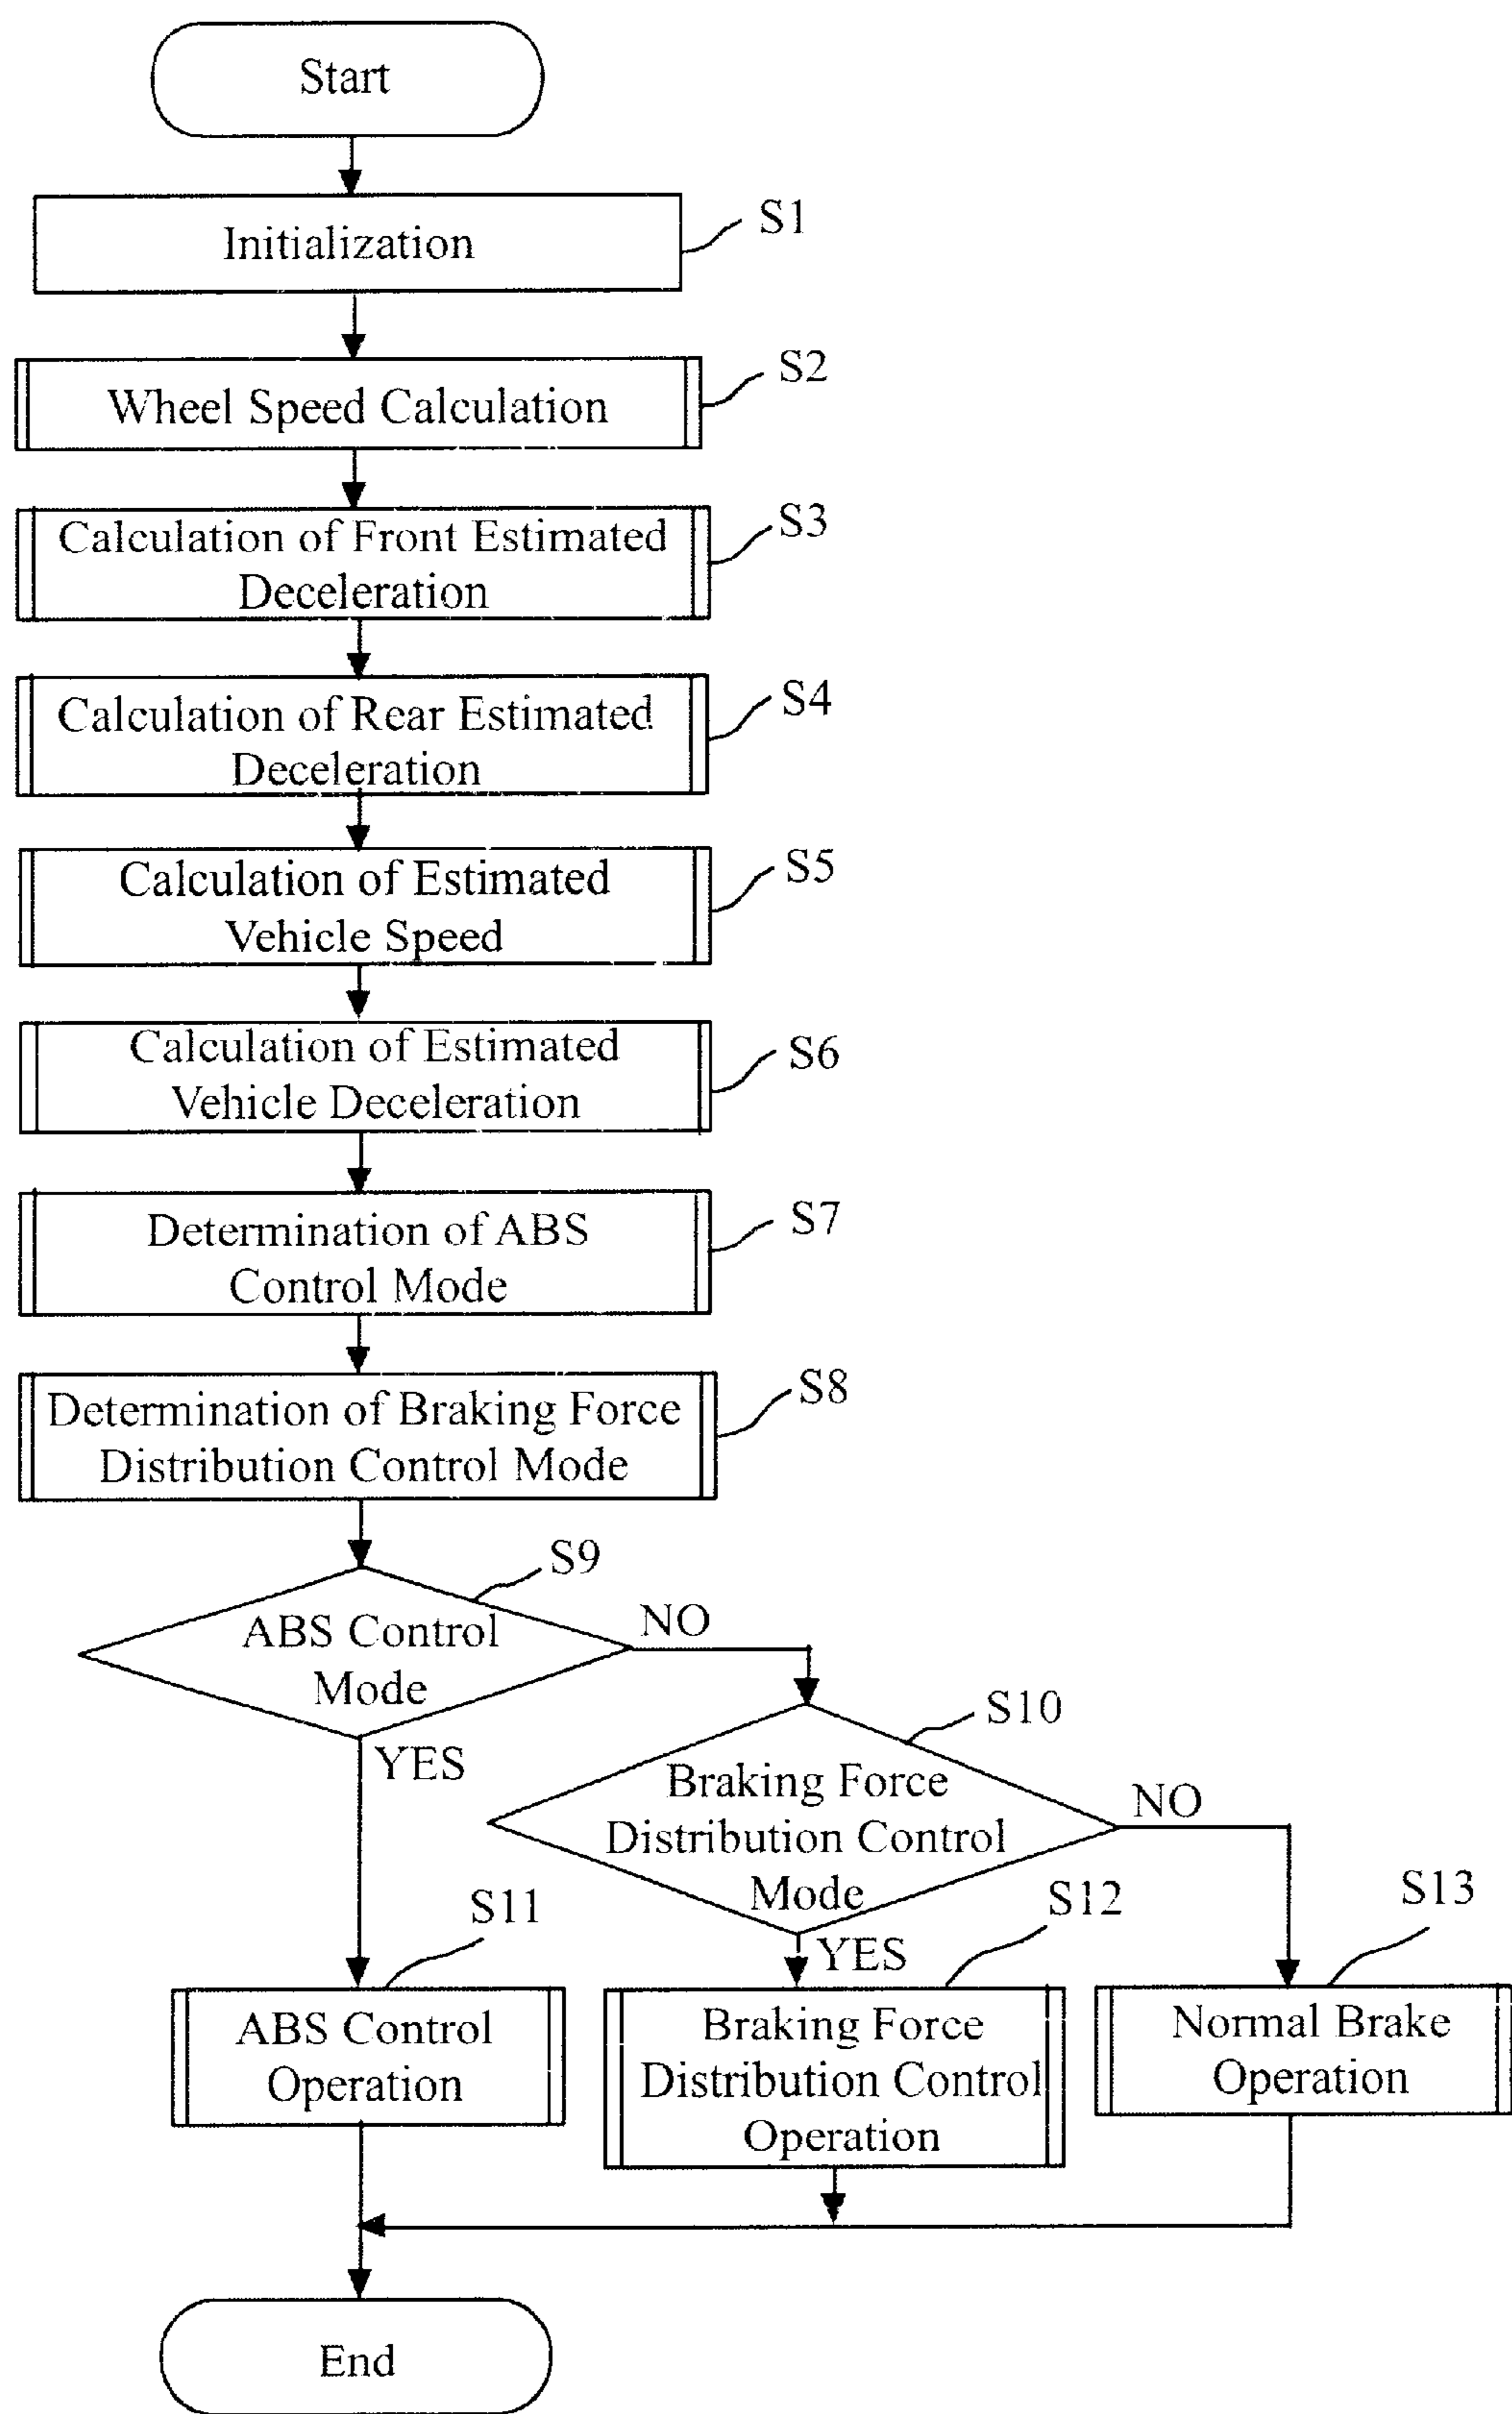 Start
Initialization
S1
Wheel Speed Calculation
S2
Calculation of Front Estimated
Deceleration
S3
Calculation of Rear Estimated
Deceleration
S4
Calculation of Estimated
Vehicle Speed
S5
Calculation of Estimated
Vehicle Deceleration
S6
Determination of ABS
Control Mode
S7
Determination of Braking Force
Distribution Control Mode
S8
ABS Control
Mode
S9
NO
YES
Braking Force
Distribution Control
Mode
S10
NO
YES
S11
ABS Control
Operation
S12
Braking Force
Distribution Control
Operation
S13
Normal Brake
Operation
End